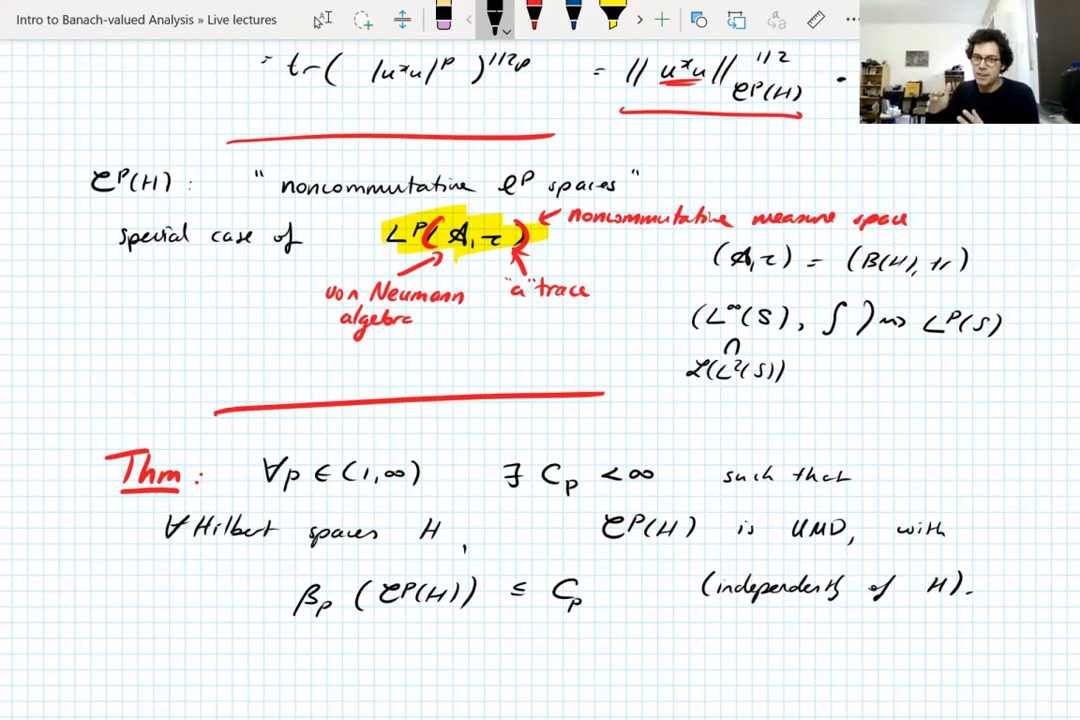 Intro to Banach-valued Analysis » Live lectures
= tr( |u*u|^p )^{1/2p} = ||u*u||^{1/2}_{𝒞^p(H)} .
𝒞^p(H) : "noncommutative ℓ^p spaces"
special case of L^p(𝒜, τ) ← noncommutative measure space
(𝒜, τ) = (B(H), tr)
von Neumann algebra
"a" trace
(L^∞(S), ∫ ) ⇝ L^p(S)
∩
ℒ(L²(S))
Thm : ∀p ∈ (1,∞) ∃ C_p < ∞ such that
∀ Hilbert spaces H , 𝒞^p(H) is UMD, with
β_p (𝒞^p(H)) ≤ C_p (independently of H).